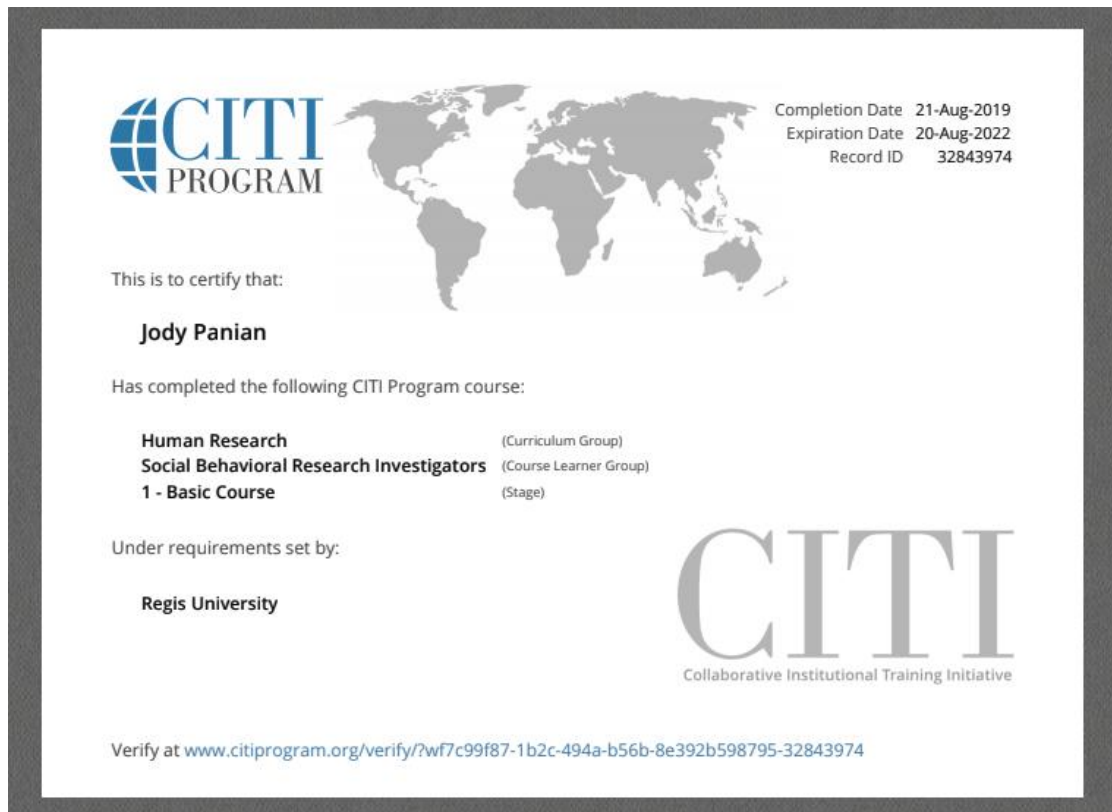 CITI
PROGRAM
Completion Date 21-Aug-2019
Expiration Date 20-Aug-2022
Record ID 32843974
This is to certify that:
Jody Panian
Has completed the following CITI Program course:
Human Research (Curriculum Group)
Social Behavioral Research Investigators (Course Learner Group)
1 - Basic Course (Stage)
Under requirements set by:
Regis University
CITI
Collaborative Institutional Training Initiative
Verify at www.citiprogram.org/verify/?wf7c99f87-1b2c-494a-b56b-8e392b598795-32843974